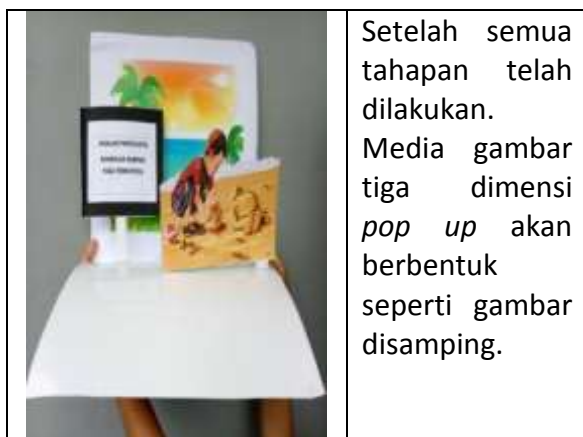 Setelah semua
tahapan telah
dilakukan.
Media gambar
tiga dimensi
pop up akan
berbentuk
seperti gambar
disamping.